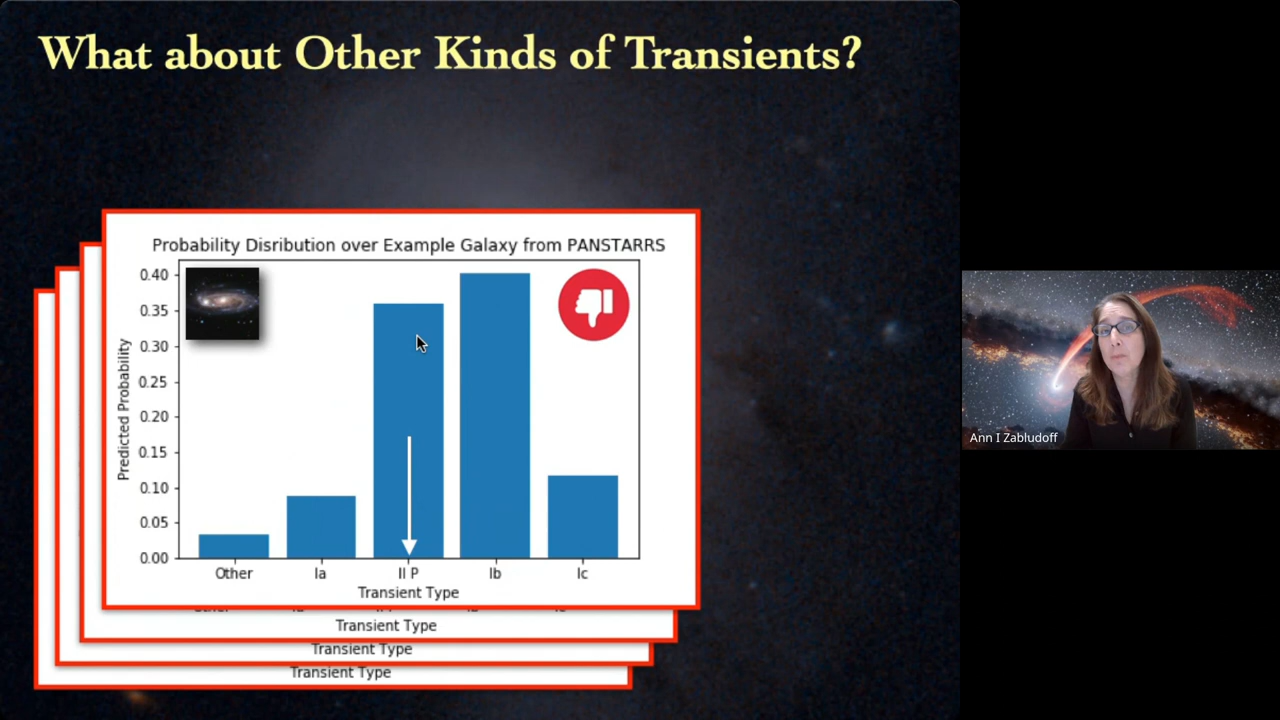 What about Other Kinds of Transients?
Probability Disribution over Example Galaxy from PANSTARRS
0.40
0.35
0.30
0.25
0.20
0.15
0.10
0.05
0.00
Predicted Probability
Other Ia II P Ib Ic
Transient Type
Transient Type
Transient Type
Transient Type
Ann I Zabludoff